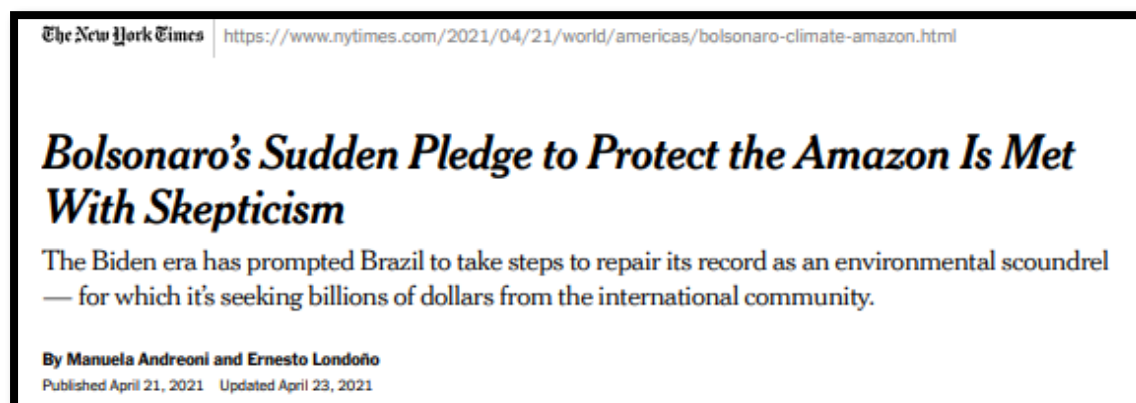 The New York Times https://www.nytimes.com/2021/04/21/world/americas/bolsonaro-climate-amazon.html
Bolsonaro's Sudden Pledge to Protect the Amazon Is Met
With Skepticism
The Biden era has prompted Brazil to take steps to repair its record as an environmental scoundrel
— for which it's seeking billions of dollars from the international community.
By Manuela Andreoni and Ernesto Londoño
Published April 21, 2021 Updated April 23, 2021